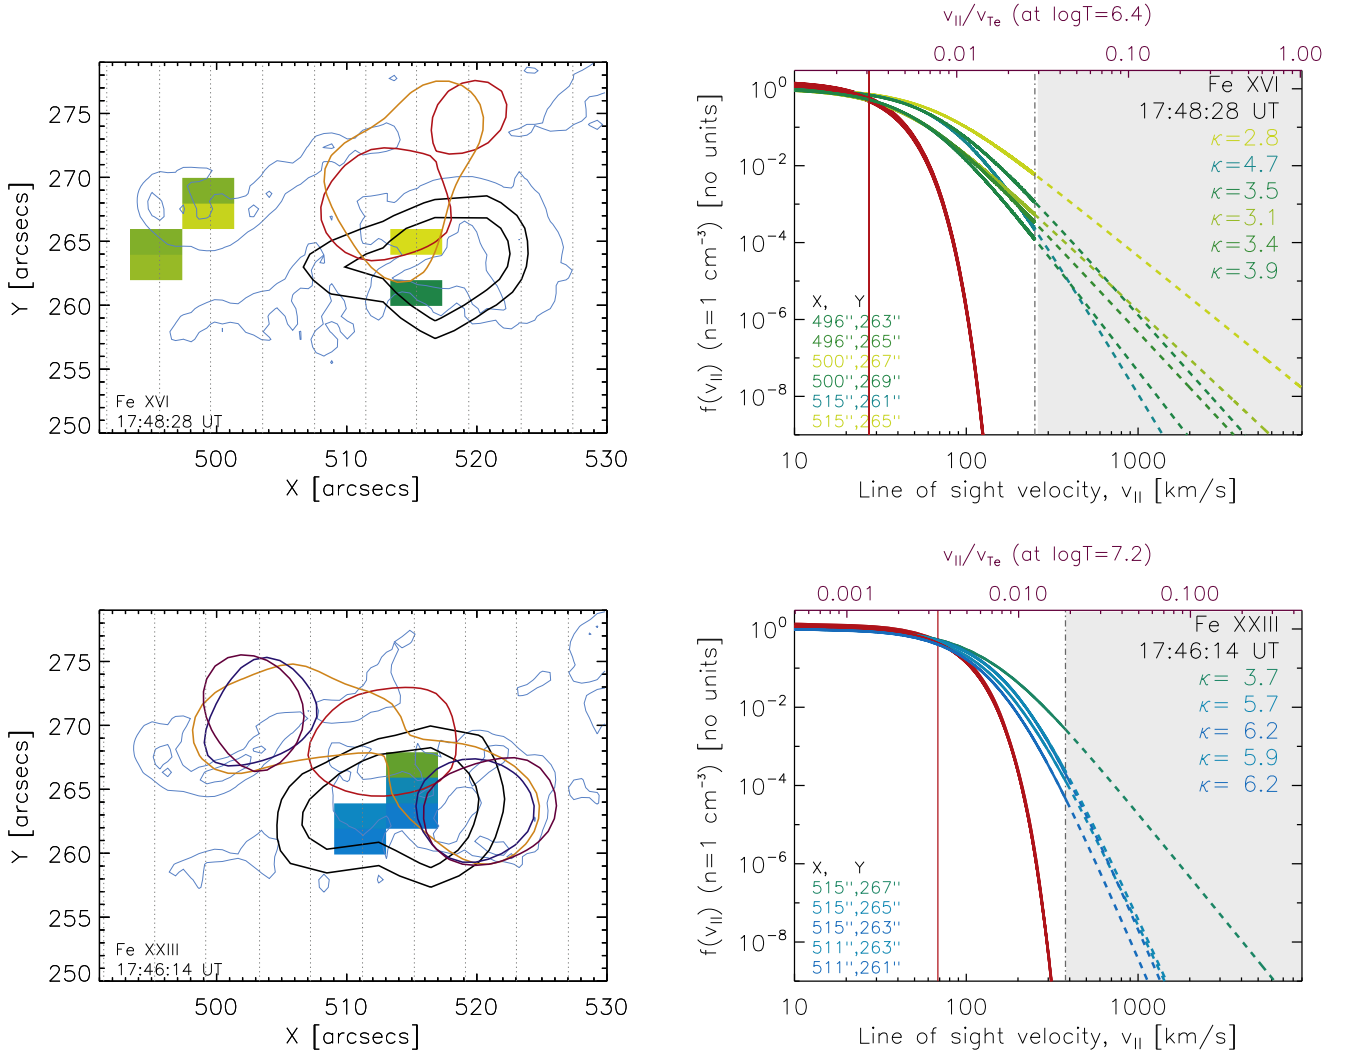 275
270
265
260
255
250
Y [arcsecs]
Fe XVI
17:48:28 UT
500 510 520 530
X [arcsecs]
v||/vTe (at logT=6.4)
0.01 0.10 1.00
10⁰
10⁻²
10⁻⁴
10⁻⁶
10⁻⁸
f(v||) (n=1 cm⁻³) [no units]
Fe XVI
17:48:28 UT
κ=2.8
κ=4.7
κ=3.5
κ=3.1
κ=3.4
κ=3.9
X, Y
496",263"
496",265"
500",267"
500",269"
515",261"
515",265"
10 100 1000
Line of sight velocity, v|| [km/s]
275
270
265
260
255
250
Y [arcsecs]
Fe XXIII
17:46:14 UT
500 510 520 530
X [arcsecs]
v||/vTe (at logT=7.2)
0.001 0.010 0.100
10⁰
10⁻²
10⁻⁴
10⁻⁶
10⁻⁸
f(v||) (n=1 cm⁻³) [no units]
Fe XXIII
17:46:14 UT
κ= 3.7
κ= 5.7
κ= 6.2
κ= 5.9
κ= 6.2
X, Y
515",267"
515",265"
515",263"
511",263"
511",261"
10 100 1000
Line of sight velocity, v|| [km/s]